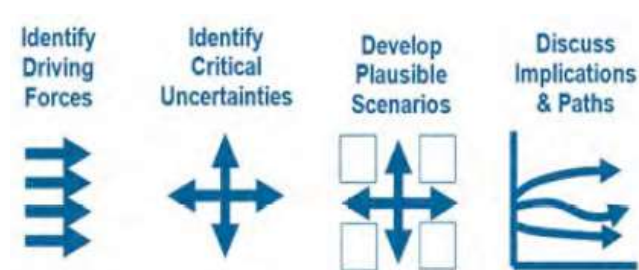 Identify
Driving
Forces
Identify
Critical
Uncertainties
Develop
Plausible
Scenarios
Discuss
Implications
& Paths